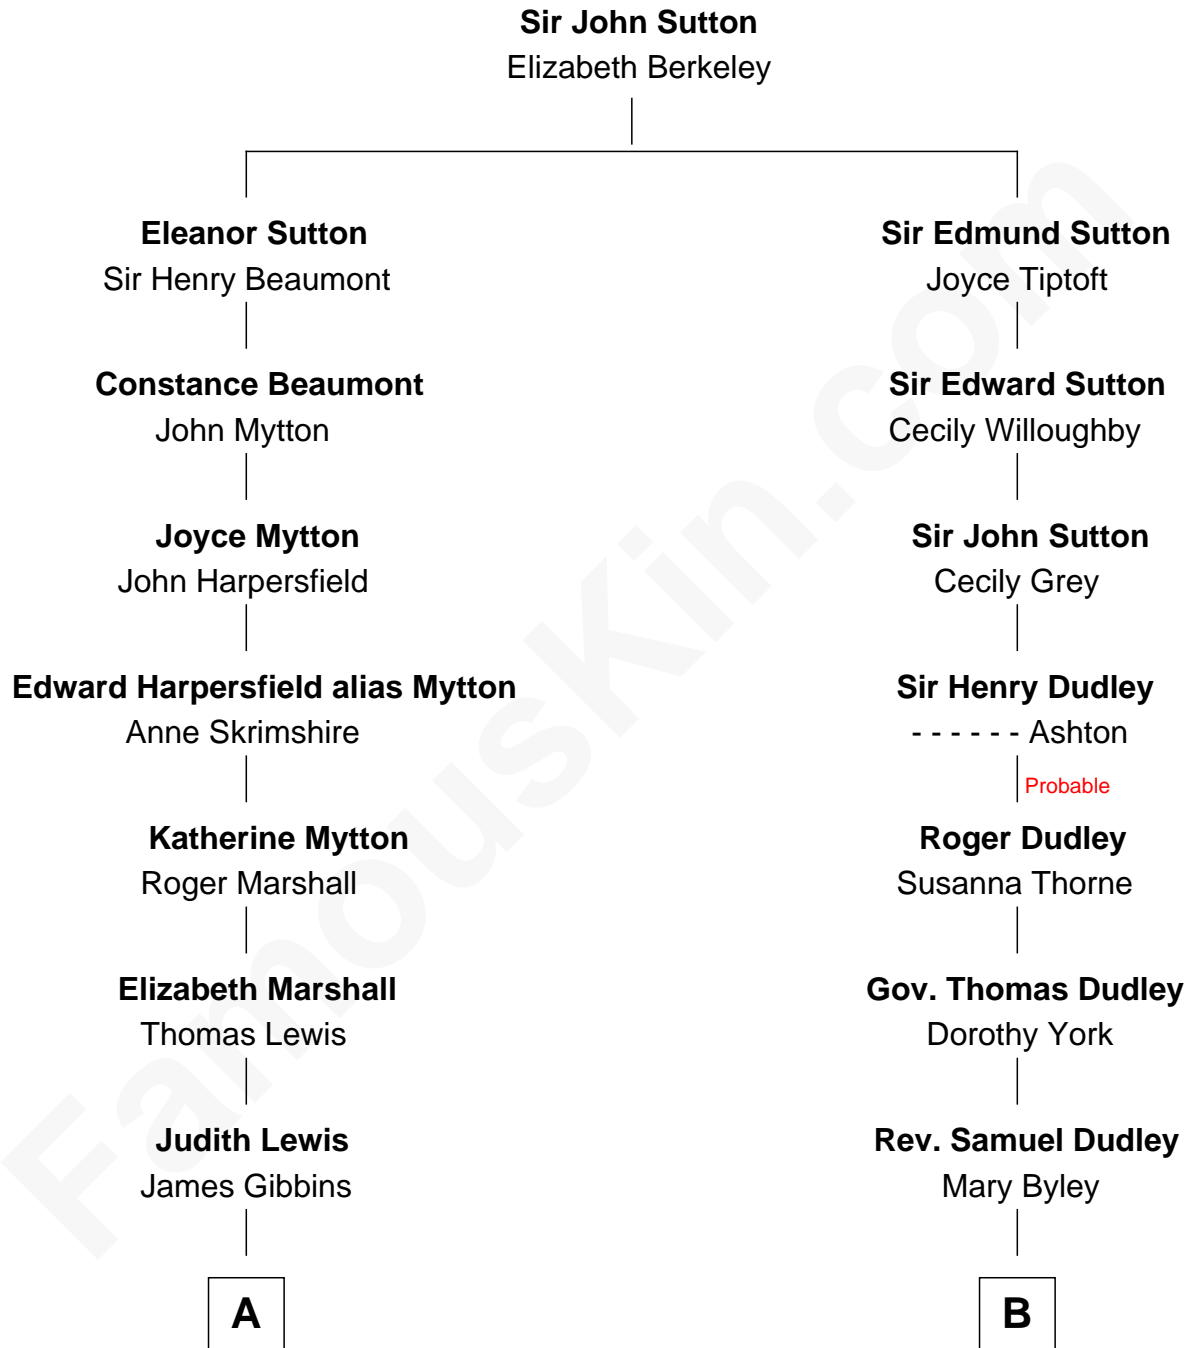 Sir John Sutton
Elizabeth Berkeley
Eleanor Sutton
Sir Henry Beaumont
Constance Beaumont
John Mytton
Joyce Mytton
John Harpersfield
Edward Harpersfield alias Mytton
Anne Skrimshire
Katherine Mytton
Roger Marshall
Elizabeth Marshall
Thomas Lewis
Judith Lewis
James Gibbins
A
Sir Edmund Sutton
Joyce Tiptoft
Sir Edward Sutton
Cecily Willoughby
Sir John Sutton
Cecily Grey
Sir Henry Dudley
- - - - - - Ashton
Probable
Roger Dudley
Susanna Thorne
Gov. Thomas Dudley
Dorothy York
Rev. Samuel Dudley
Mary Byley
B
FamousKin.com